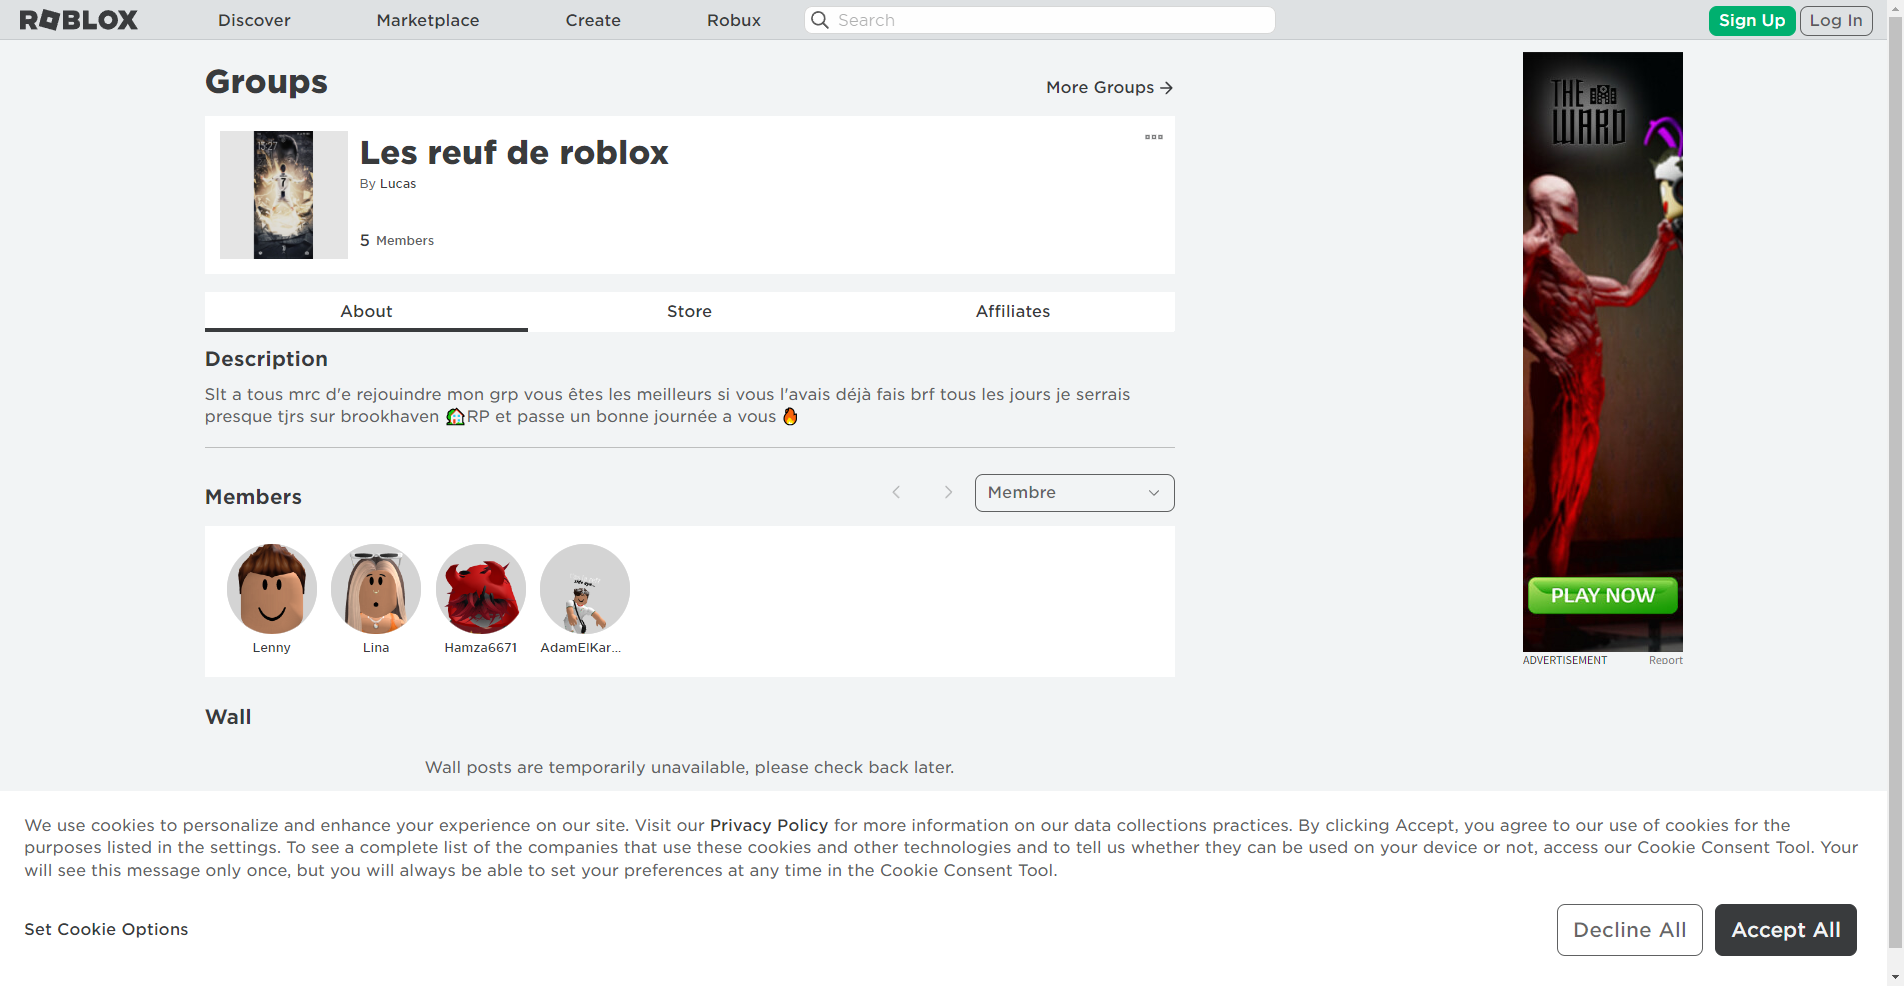 ROBLOX
Discover
Marketplace
Create
Robux
Search
Sign Up
Log In
Groups
More Groups →
15:27
7
Les reuf de roblox
By Lucas
5 Members
About
Store
Affiliates
Description
Slt a tous mrc d'e rejouindre mon grp vous êtes les meilleurs si vous l'avais déjà fais brf tous les jours je serrais
presque tjrs sur brookhaven 🏡RP et passe un bonne journée a vous 🔥
Members
Membre
Lenny
Lina
Hamza6671
AdamElKar...
Wall
Wall posts are temporarily unavailable, please check back later.
THE
WARD
PLAY NOW
ADVERTISEMENT
Report
We use cookies to personalize and enhance your experience on our site. Visit our Privacy Policy for more information on our data collections practices. By clicking Accept, you agree to our use of cookies for the
purposes listed in the settings. To see a complete list of the companies that use these cookies and other technologies and to tell us whether they can be used on your device or not, access our Cookie Consent Tool. Your
will see this message only once, but you will always be able to set your preferences at any time in the Cookie Consent Tool.
Set Cookie Options
Decline All
Accept All